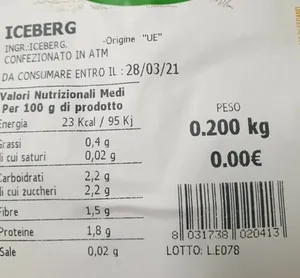 ICEBERG
INGR.:ICEBERG. -Origine "UE"
CONFEZIONATO IN ATM
DA CONSUMARE ENTRO IL : 28/03/21
Valori Nutrizionali Medi
Per 100 g di prodotto
Energia 23 Kcal / 95 Kj
Grassi 0,4 g
di cui saturi 0,02 g
Carboidrati 2,2 g
di cui zuccheri 2,2 g
Fibre 1,5 g
Proteine 1,8 g
Sale 0,02 g
PESO
0.200 kg
0.00€
8 031738 020413
LOTTO: L.E078